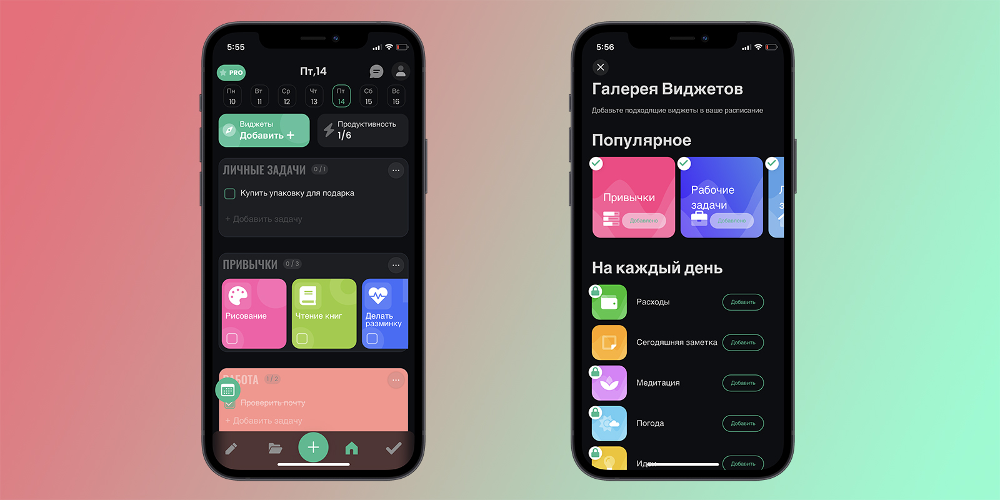 5:55
PRO
Пт,14
Пн Вт Ср Чт Пт Сб Вс
10 11 12 13 14 15 16
Виджеты
Добавить +
Продуктивность
1/6
ЛИЧНЫЕ ЗАДАЧИ 0 / 1
Купить упаковку для подарка
+ Добавить задачу
ПРИВЫЧКИ 0 / 3
Рисование
Чтение книг
Делать
разминку
РАБОТА 1 / 2
Проверить почту
+ Добавить задачу
5:56
Галерея Виджетов
Добавьте подходящие виджеты в ваше расписание
Популярное
Привычки
Добавлено
Рабочие
задачи
Добавлено
Л
з
На каждый день
Расходы Добавить
Сегодяшняя заметка Добавить
Медитация Добавить
Погода Добавить
Идеи Добавить